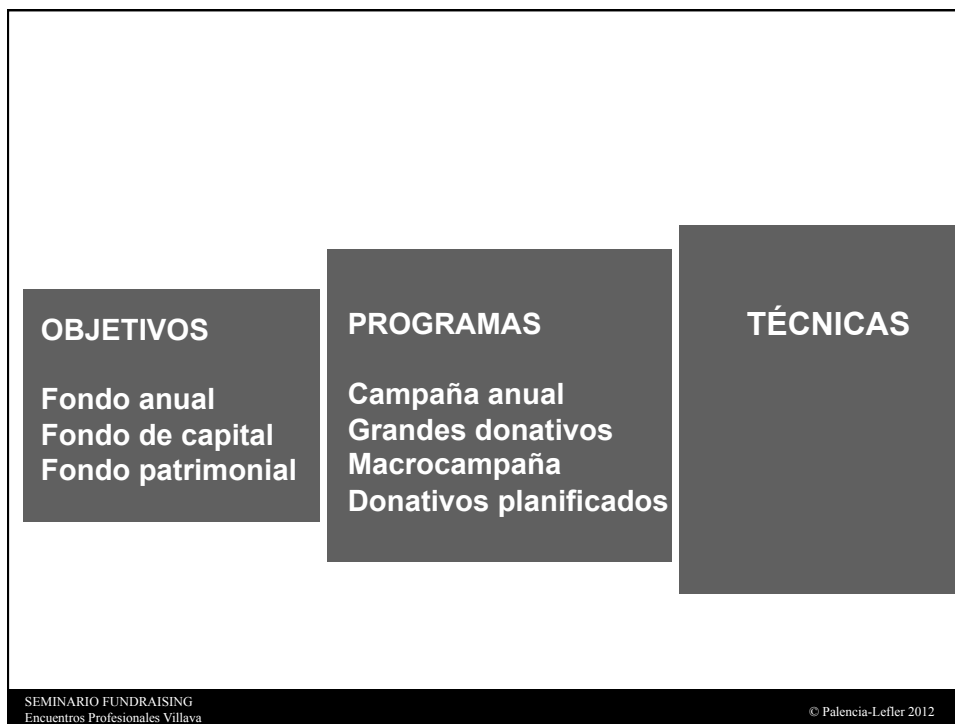 OBJETIVOS
Fondo anual
Fondo de capital
Fondo patrimonial
PROGRAMAS
Campaña anual
Grandes donativos
Macrocampaña
Donativos planificados
TÉCNICAS
SEMINARIO FUNDRAISING
Encuentros Profesionales Villava
© Palencia-Lefler 2012